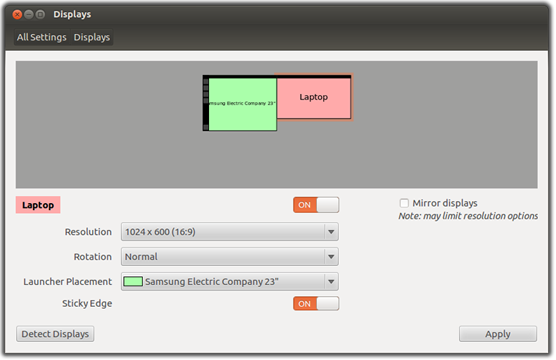 Displays
All Settings Displays
amsung Electric Company 23"
Laptop
Laptop
ON
Mirror displays
Note: may limit resolution options
Resolution
1024 x 600 (16:9)
Rotation
Normal
Launcher Placement
Samsung Electric Company 23"
Sticky Edge
ON
Detect Displays
Apply